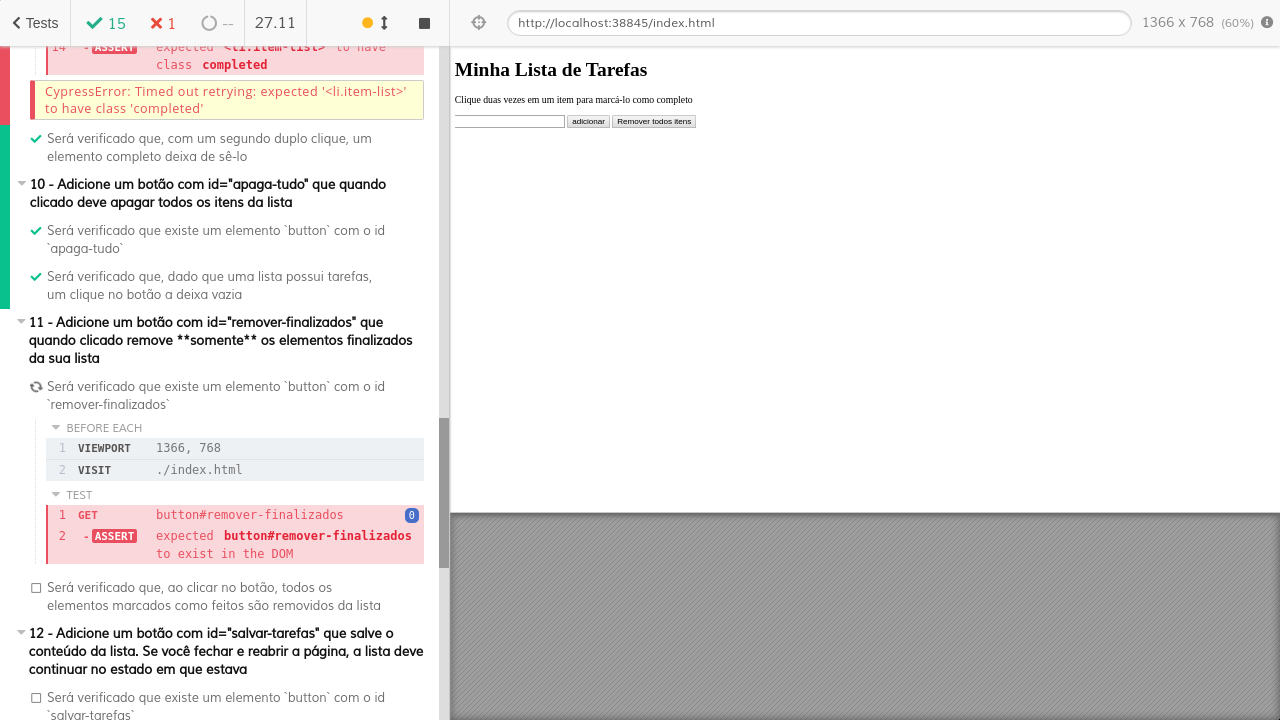 Tests 15 1 -- 27.11
14 -ASSERT expected <li.item-list> to have
class completed
CypressError: Timed out retrying: expected '<li.item-list>'
to have class 'completed'
Será verificado que, com um segundo duplo clique, um
elemento completo deixa de sê-lo
10 - Adicione um botão com id="apaga-tudo" que quando
clicado deve apagar todos os itens da lista
Será verificado que existe um elemento `button` com o id
`apaga-tudo`
Será verificado que, dado que uma lista possui tarefas,
um clique no botão a deixa vazia
11 - Adicione um botão com id="remover-finalizados" que
quando clicado remove **somente** os elementos finalizados
da sua lista
Será verificado que existe um elemento `button` com o id
`remover-finalizados`
BEFORE EACH
1 VIEWPORT 1366, 768
2 VISIT ./index.html
TEST
1 GET button#remover-finalizados 0
2 -ASSERT expected button#remover-finalizados
to exist in the DOM
Será verificado que, ao clicar no botão, todos os
elementos marcados como feitos são removidos da lista
12 - Adicione um botão com id="salvar-tarefas" que salve o
conteúdo da lista. Se você fechar e reabrir a página, a lista deve
continuar no estado em que estava
Será verificado que existe um elemento `button` com o id
`salvar-tarefas`
http://localhost:38845/index.html 1366 x 768 (60%)
Minha Lista de Tarefas
Clique duas vezes em um item para marcá-lo como completo
adicionar Remover todos itens